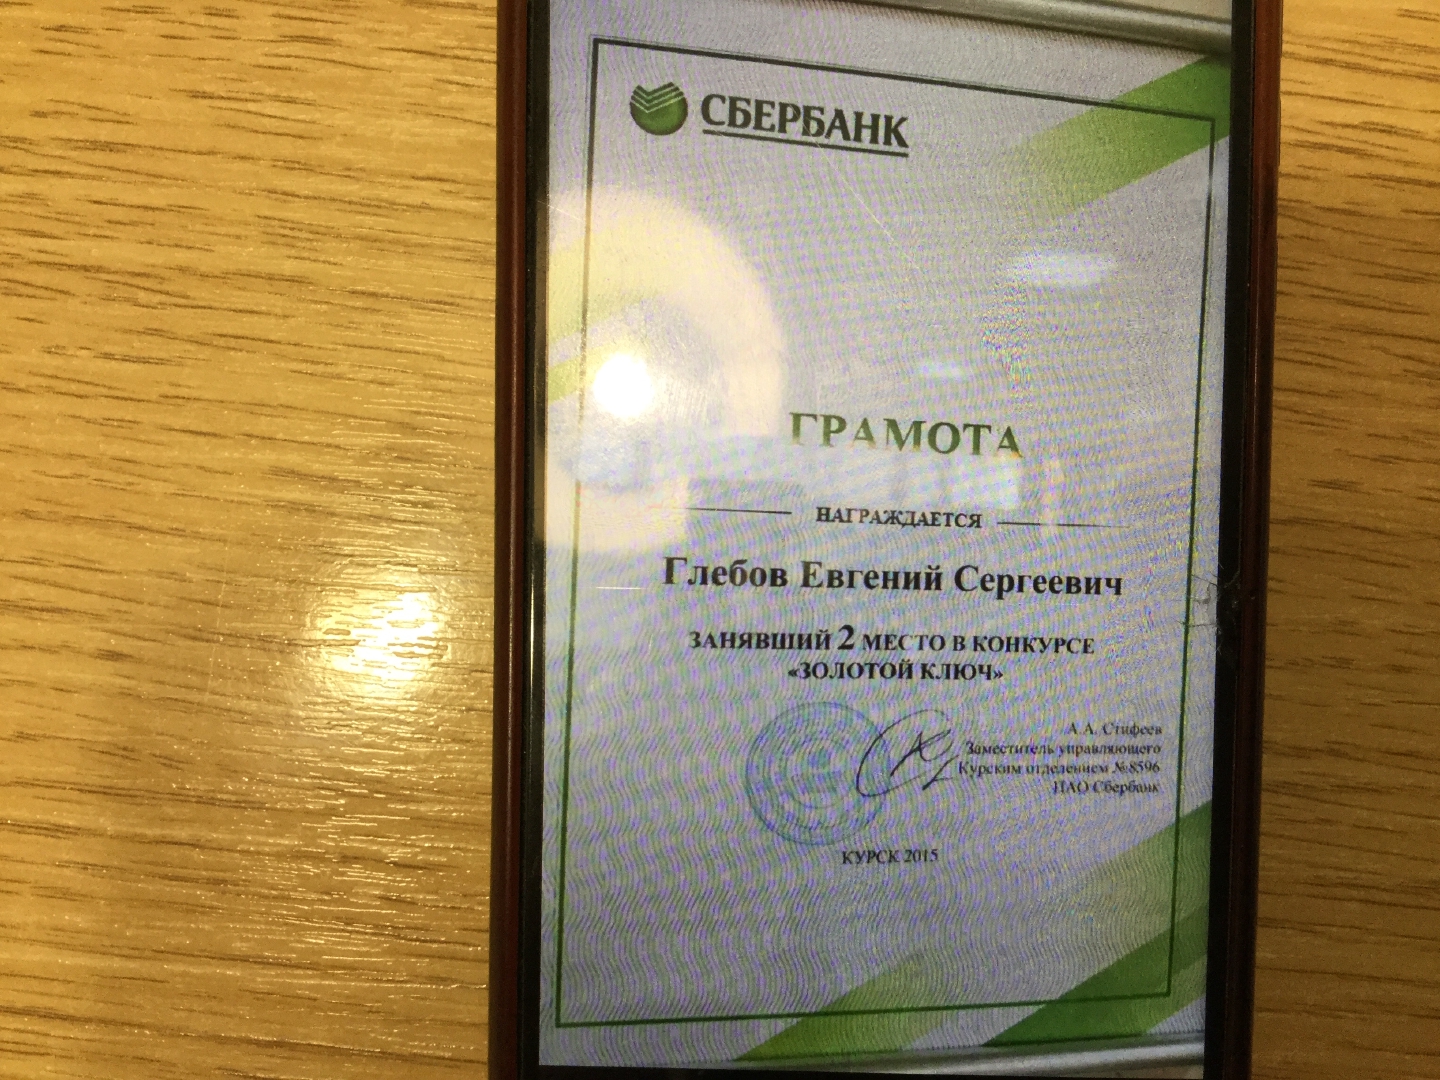 СБЕРБАНК
ГРАМОТА
НАГРАЖДАЕТСЯ
Глебов Евгений Сергеевич
ЗАНЯВШИЙ 2 МЕСТО В КОНКУРСЕ
«ЗОЛОТОЙ КЛЮЧ»
А.А. Стифеев
Заместитель управляющего
Курским отделением №8596
ПАО Сбербанк
КУРСК 2015